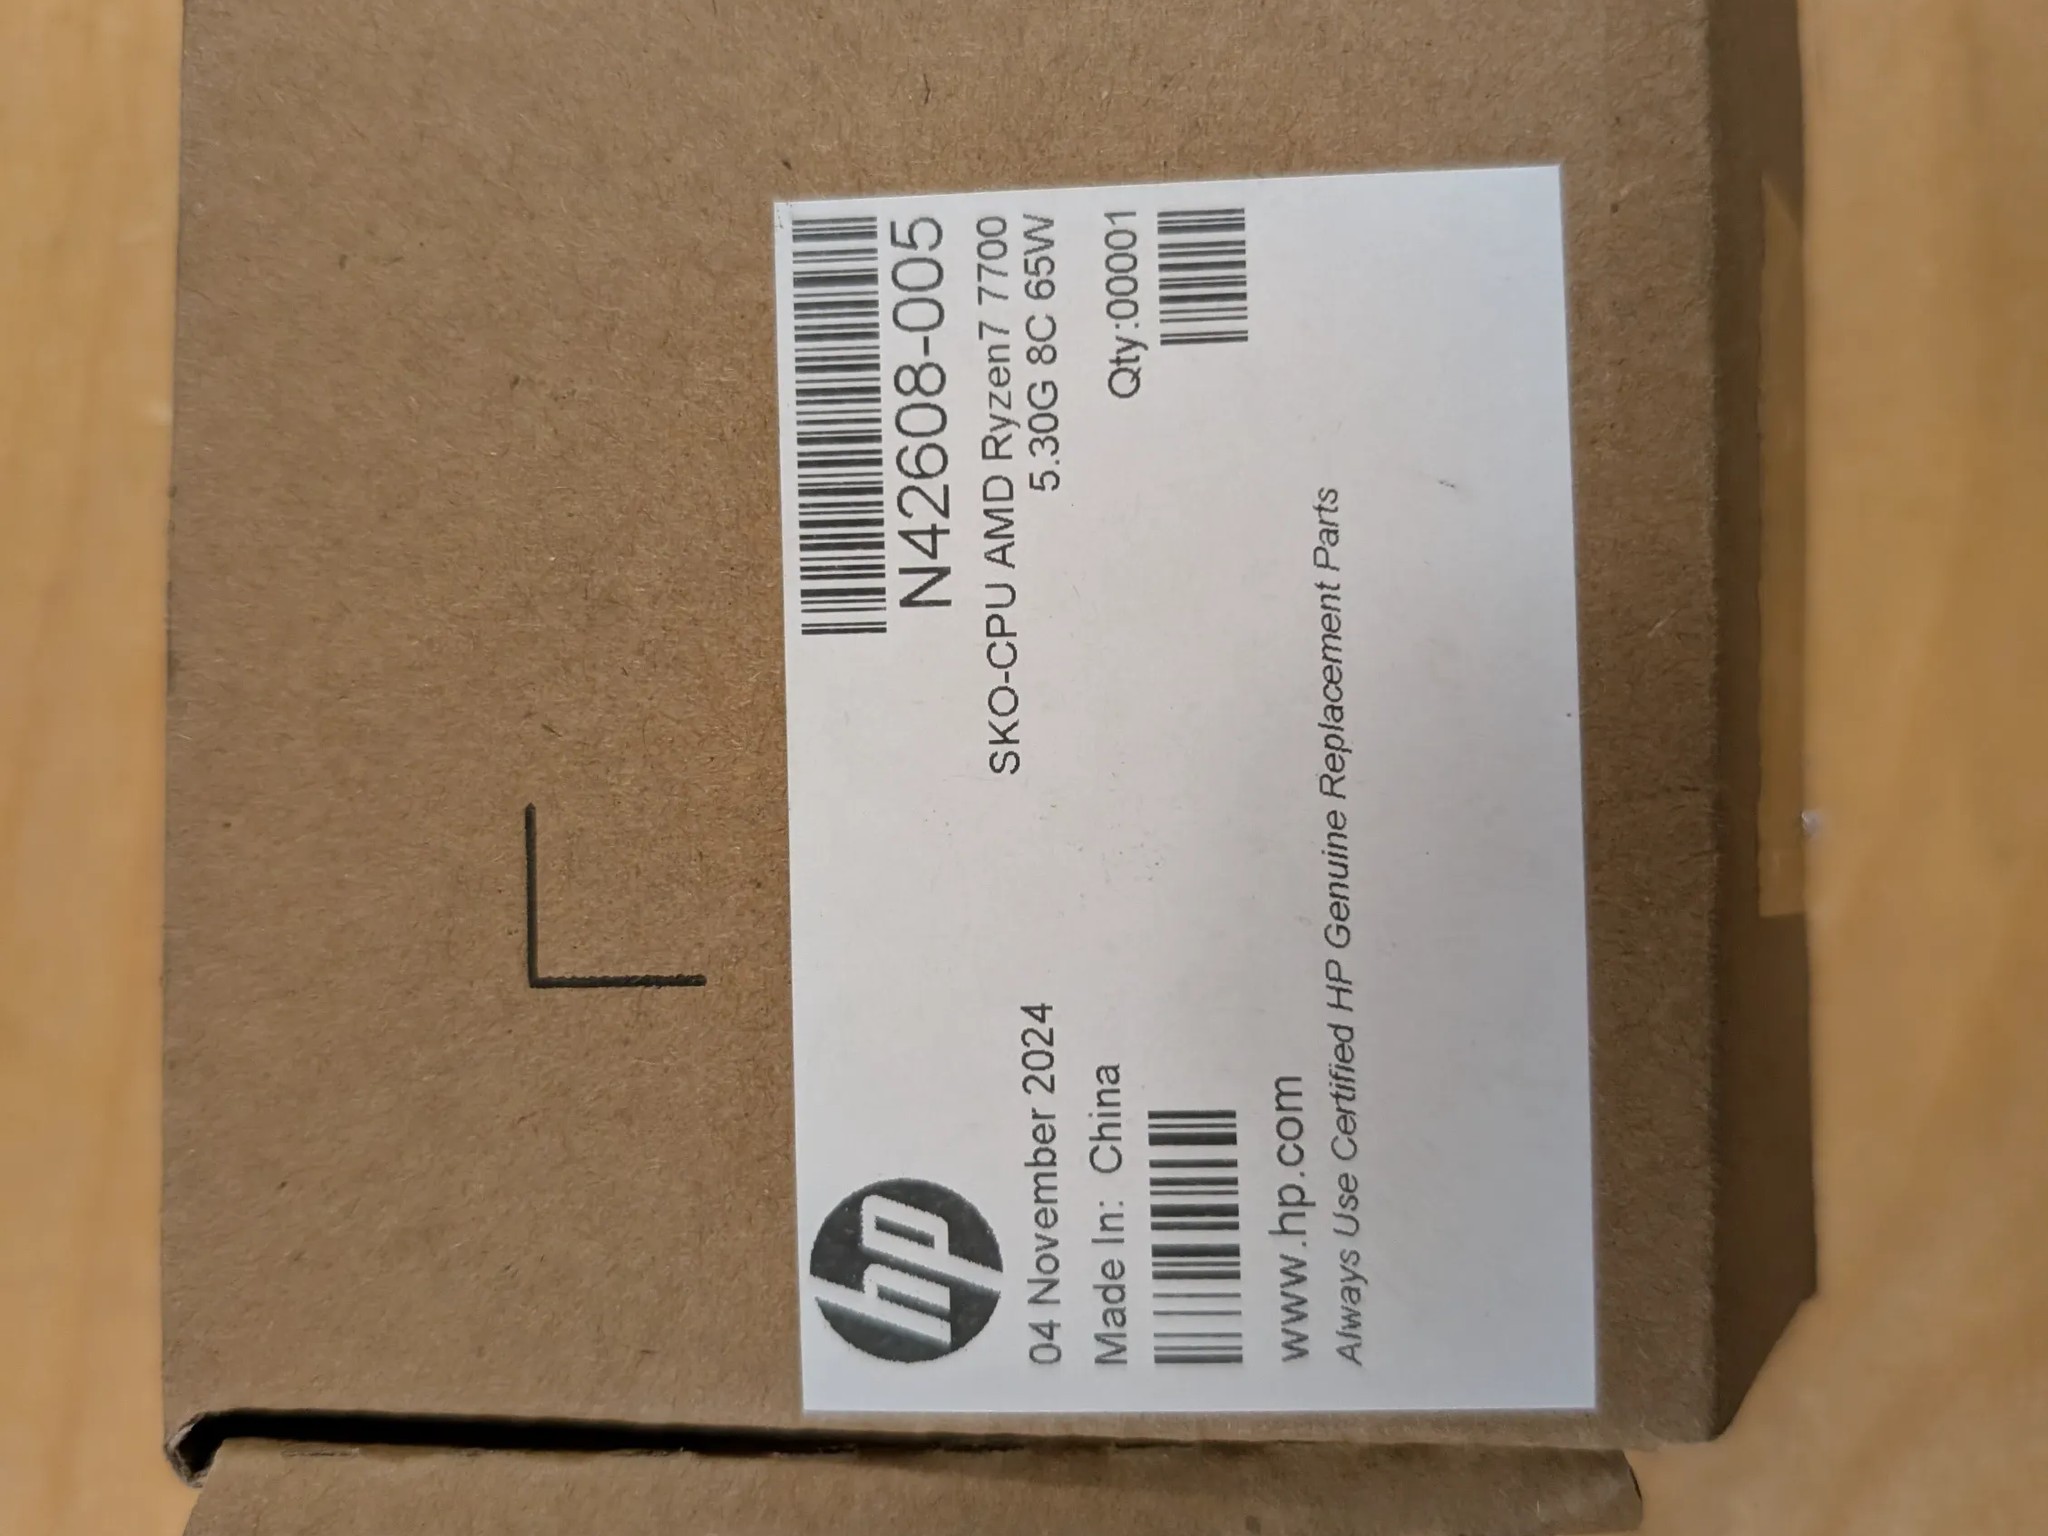 hp
N42608-005
SKO-CPU AMD Ryzen7 7700
5.30G 8C 65W
04 November 2024
Made In: China
Qty:00001
www.hp.com
Always Use Certified HP Genuine Replacement Parts